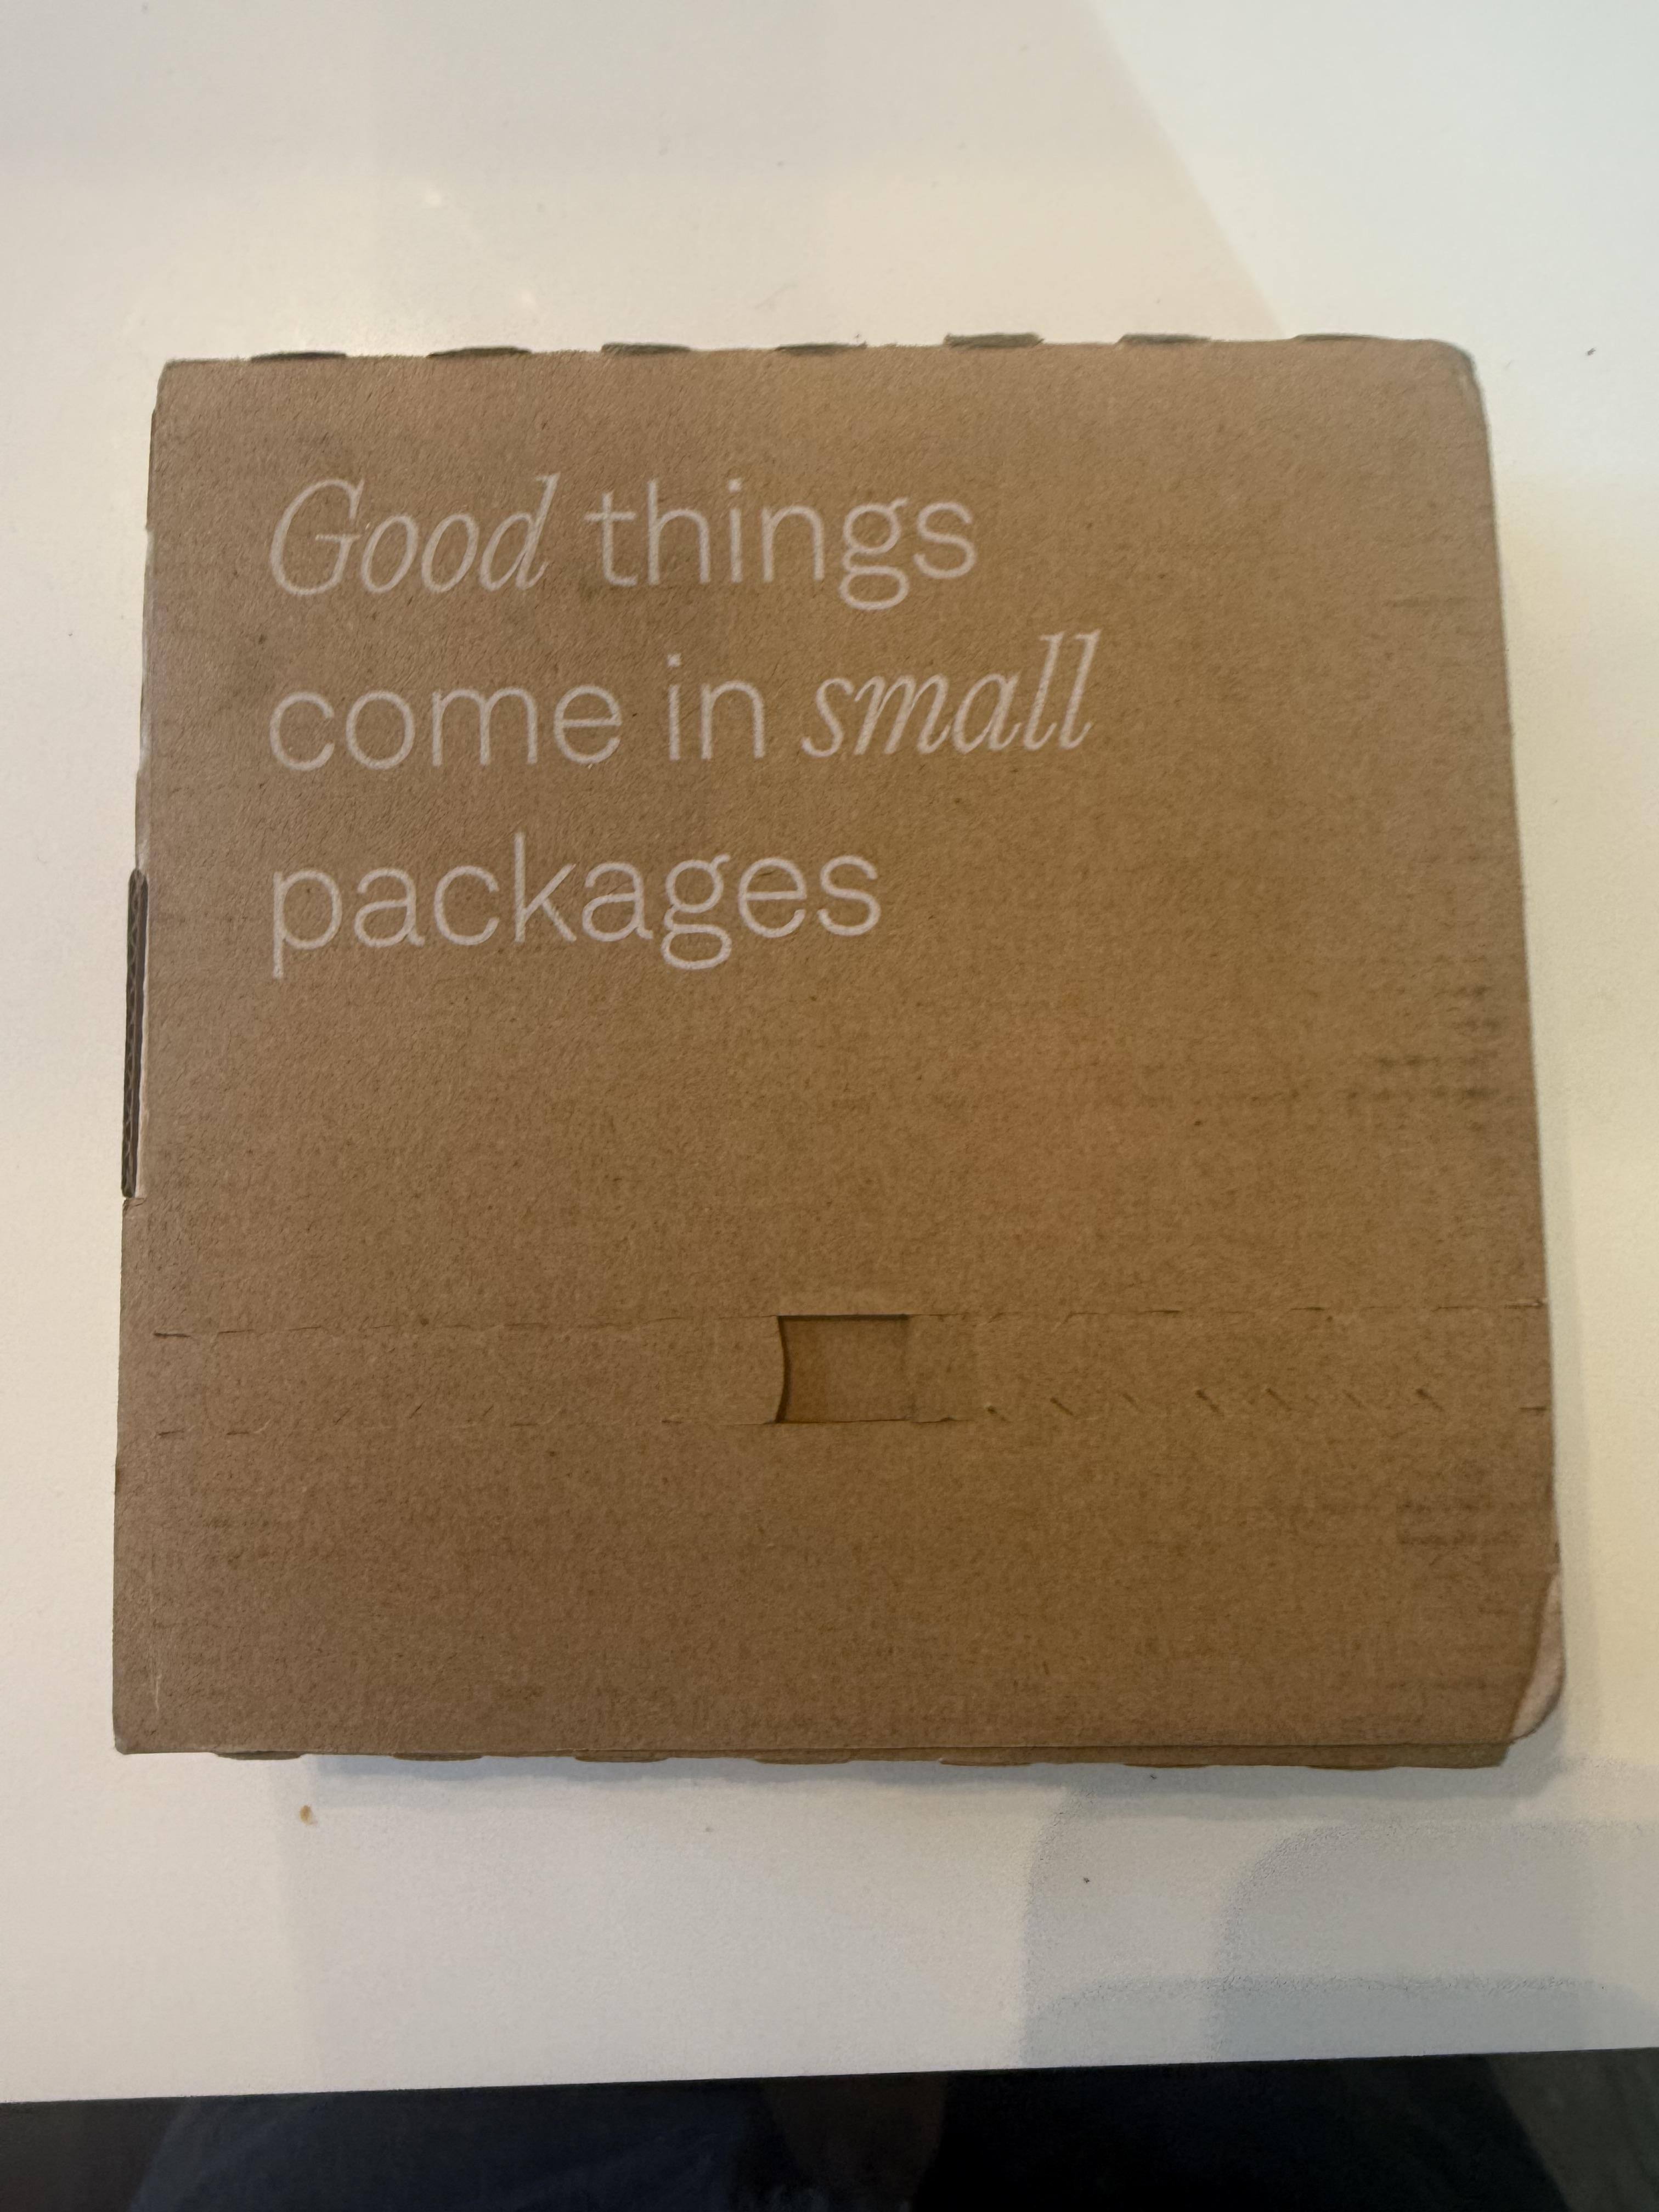 Good things
come in small
packages